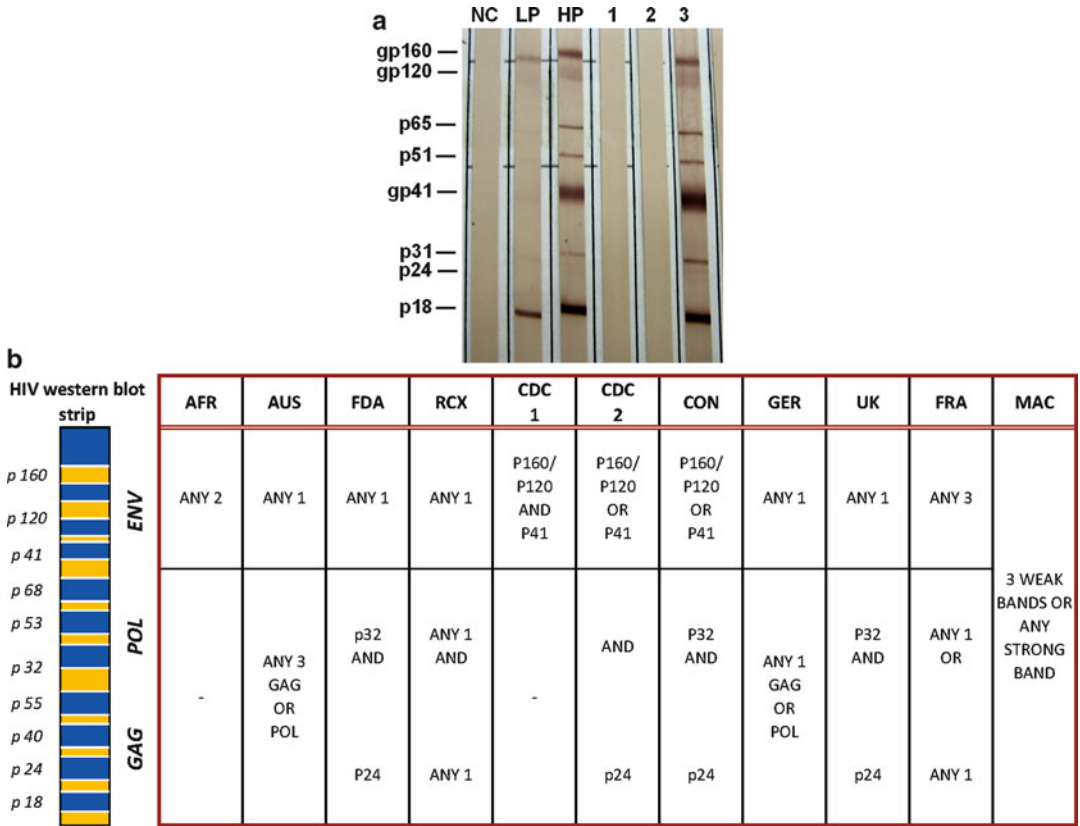 a
NC LP HP 1 2 3
gp160
gp120
p65
p51
gp41
p31
p24
p18
b
HIV western blot
strip
p 160
p 120
p 41
p 68
p 53
p 32
p 55
p 40
p 24
p 18
ENV
POL
GAG
AFR AUS FDA RCX CDC 1 CDC 2 CON GER UK FRA MAC
ANY 2
ANY 1
ANY 1
ANY 1
P160/
P120
AND
P41
P160/
P120
OR
P41
P160/
P120
OR
P41
ANY 1
ANY 1
ANY 3
3 WEAK
BANDS OR
ANY
STRONG
BAND
-
ANY 3
GAG
OR
POL
p32
AND
P24
ANY 1
AND
ANY 1
-
AND
p24
P32
AND
p24
ANY 1
GAG
OR
POL
P32
AND
p24
ANY 1
OR
ANY 1